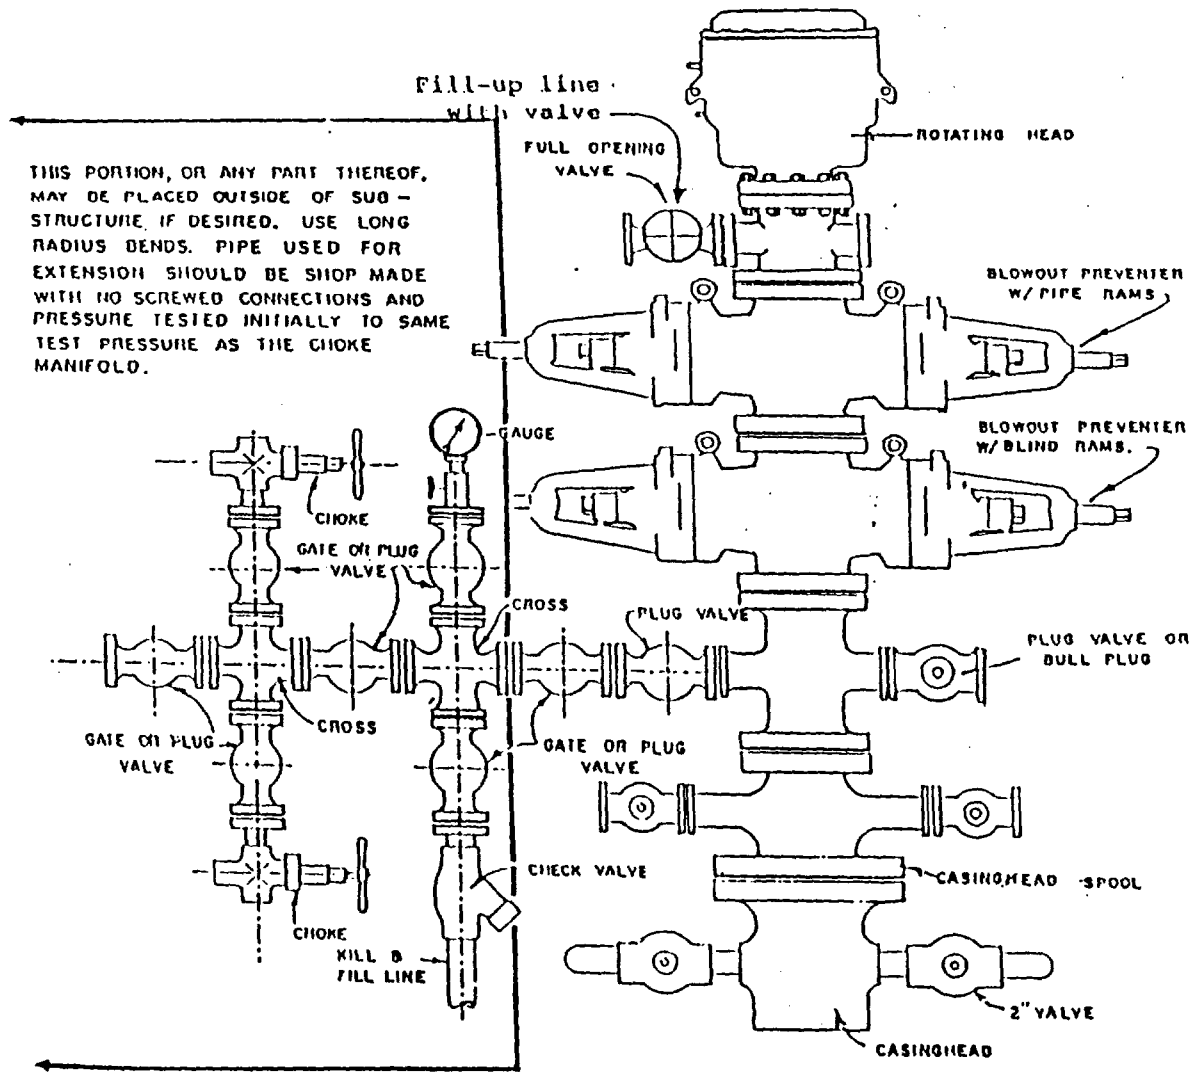 Fill-up line
with valve
FULL OPENING
VALVE
ROTATING HEAD
THIS PORTION, OR ANY PART THEREOF,
MAY BE PLACED OUTSIDE OF SUB-
STRUCTURE IF DESIRED. USE LONG
RADIUS BENDS. PIPE USED FOR
EXTENSION SHOULD BE SHOP MADE
WITH NO SCREWED CONNECTIONS AND
PRESSURE TESTED INITIALLY TO SAME
TEST PRESSURE AS THE CHOKE
MANIFOLD.
BLOWOUT PREVENTER
W/ PIPE RAMS
BLOWOUT PREVENTER
W/ BLIND RAMS.
GAUGE
CHOKE
GATE OR PLUG
VALVE
CROSS
PLUG VALVE
PLUG VALVE OR
BULL PLUG
CROSS
GATE OR PLUG
VALVE
GATE OR PLUG
VALVE
CHECK VALVE
CASINGHEAD SPOOL
CHOKE
KILL &
FILL LINE
2" VALVE
CASINGHEAD